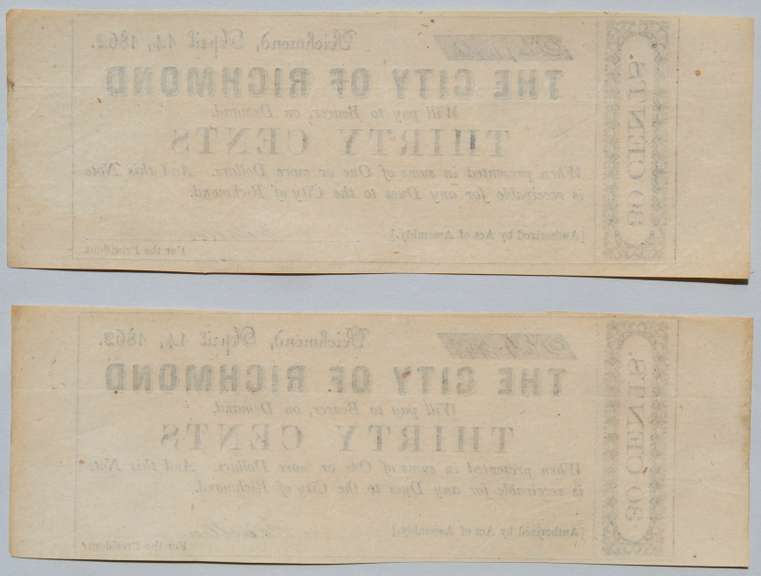 Richmond, April 14, 1862.
THE CITY OF RICHMOND
Will pay to Bearer, on Demand,
THIRTY CENTS
When presented in sums of One or more Dollars. And this Note
is receivable for any Dues to the City of Richmond.
[Authorized by Act of Assembly.]
For the President.
30 CENTS.
Richmond, April 14, 1862.
THE CITY OF RICHMOND
Will pay to Bearer, on Demand,
THIRTY CENTS
When presented in sums of One or more Dollars. And this Note
is receivable for any Dues to the City of Richmond.
[Authorized by Act of Assembly.]
For the President.
30 CENTS.